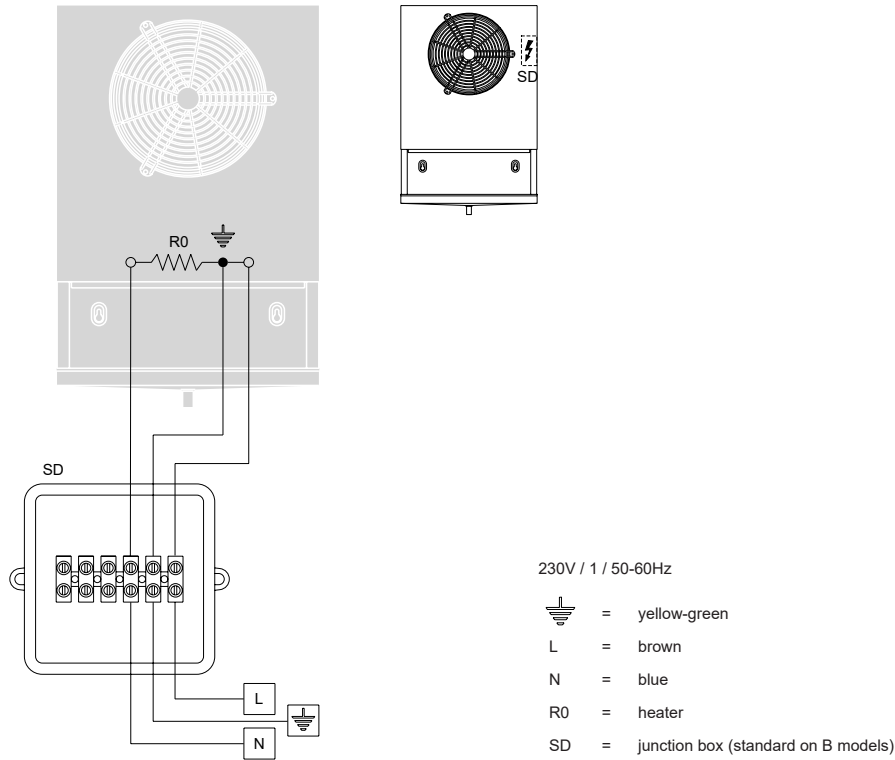 SD
R0
SD
L
N
230V / 1 / 50-60Hz
= yellow-green
L = brown
N = blue
R0 = heater
SD = junction box (standard on B models)